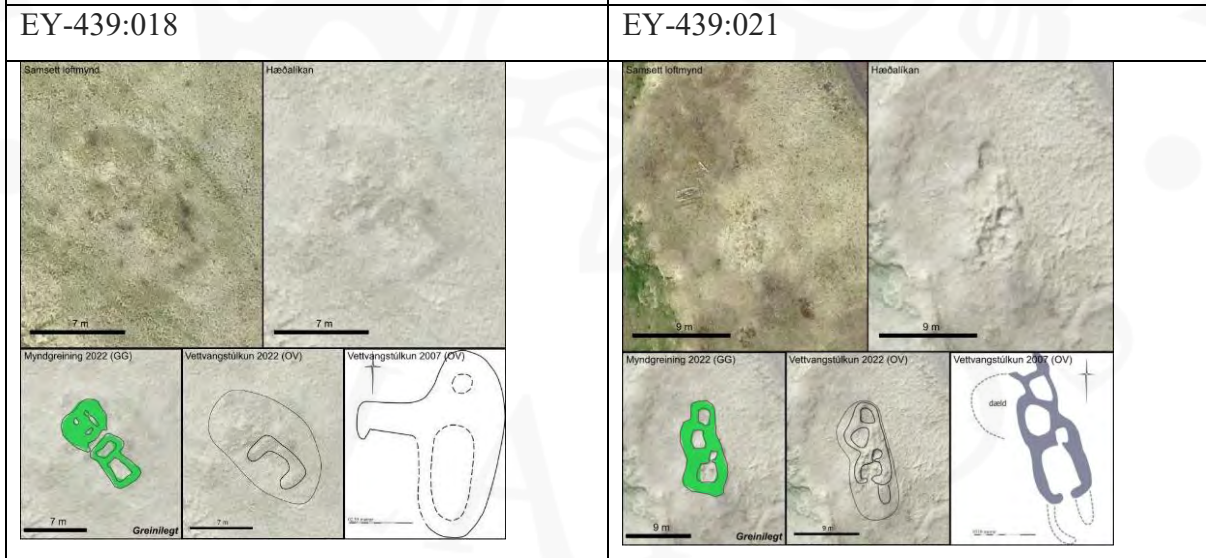 EY-439:018
EY-439:021
Samsett loftmynd
Hæðalíkan
7 m
7 m
Myndgreining 2022 (GG)
Vettvangstúlkun 2022 (OV)
Vettvangstúlkun 2007 (OV)
7 m
Greinilegt
7 m
Samsett loftmynd
Hæðalíkan
9 m
9 m
Myndgreining 2022 (GG)
Vettvangstúlkun 2022 (OV)
Vettvangstúlkun 2007 (OV)
dæld
9 m
Greinilegt
9 m